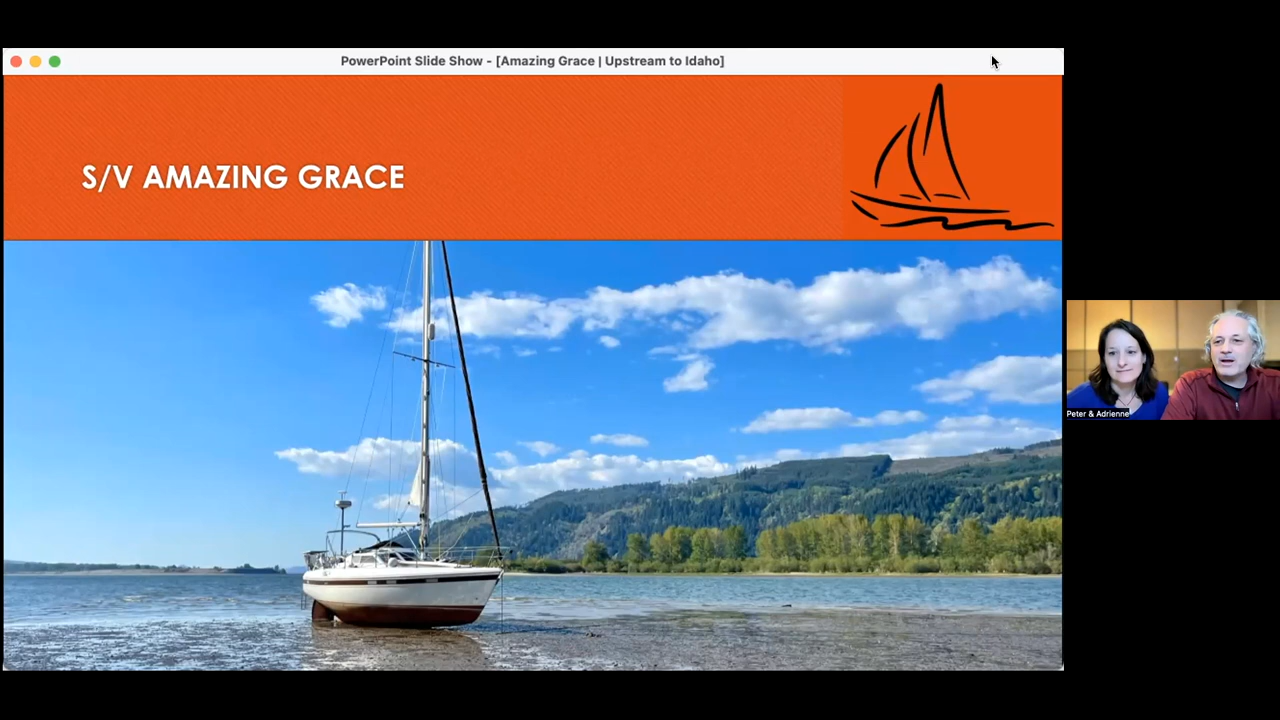 PowerPoint Slide Show - [Amazing Grace | Upstream to Idaho]
S/V AMAZING GRACE
Peter & Adrienne